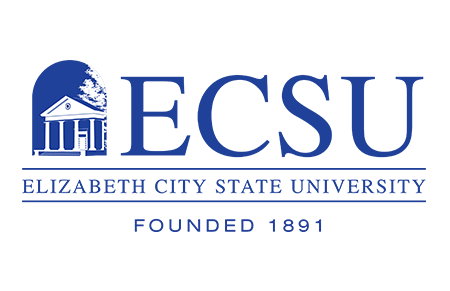 ECSU
ELIZABETH CITY STATE UNIVERSITY
FOUNDED 1891